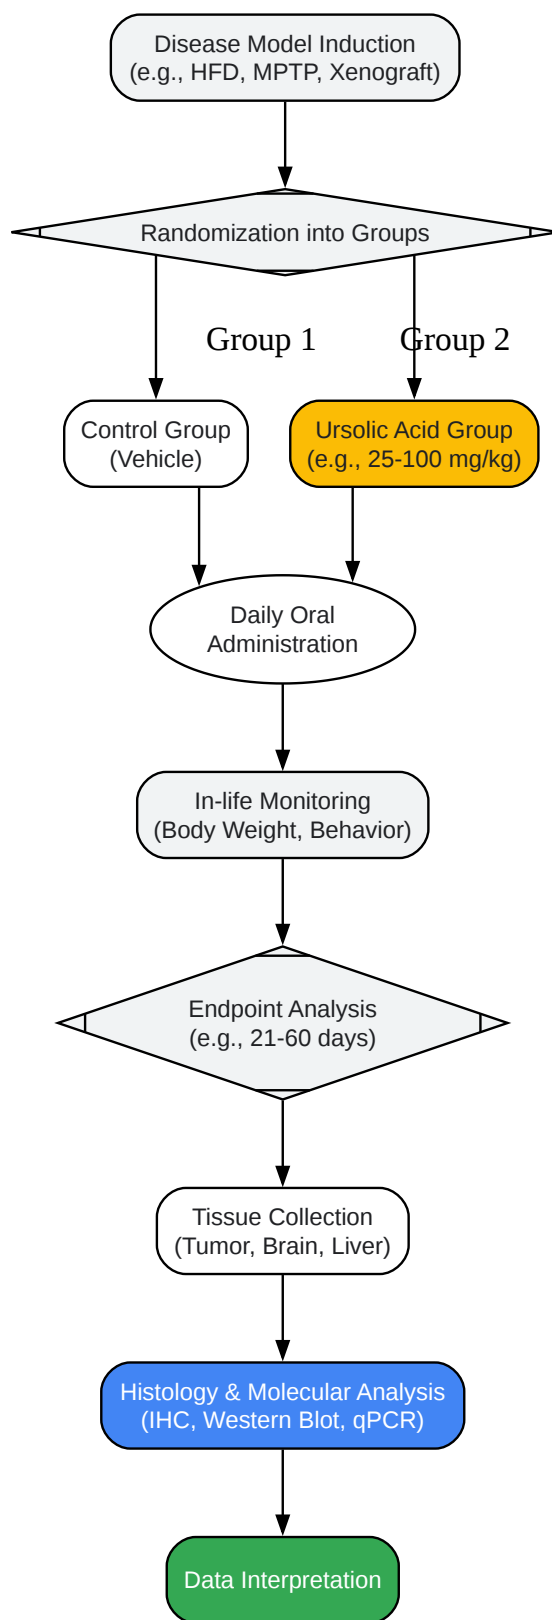 Disease Model Induction
(e.g., HFD, MPTP, Xenograft)
Randomization into Groups
Group 1
Group 2
Control Group
(Vehicle)
Ursolic Acid Group
(e.g., 25-100 mg/kg)
Daily Oral
Administration
In-life Monitoring
(Body Weight, Behavior)
Endpoint Analysis
(e.g., 21-60 days)
Tissue Collection
(Tumor, Brain, Liver)
Histology & Molecular Analysis
(IHC, Western Blot, qPCR)
Data Interpretation